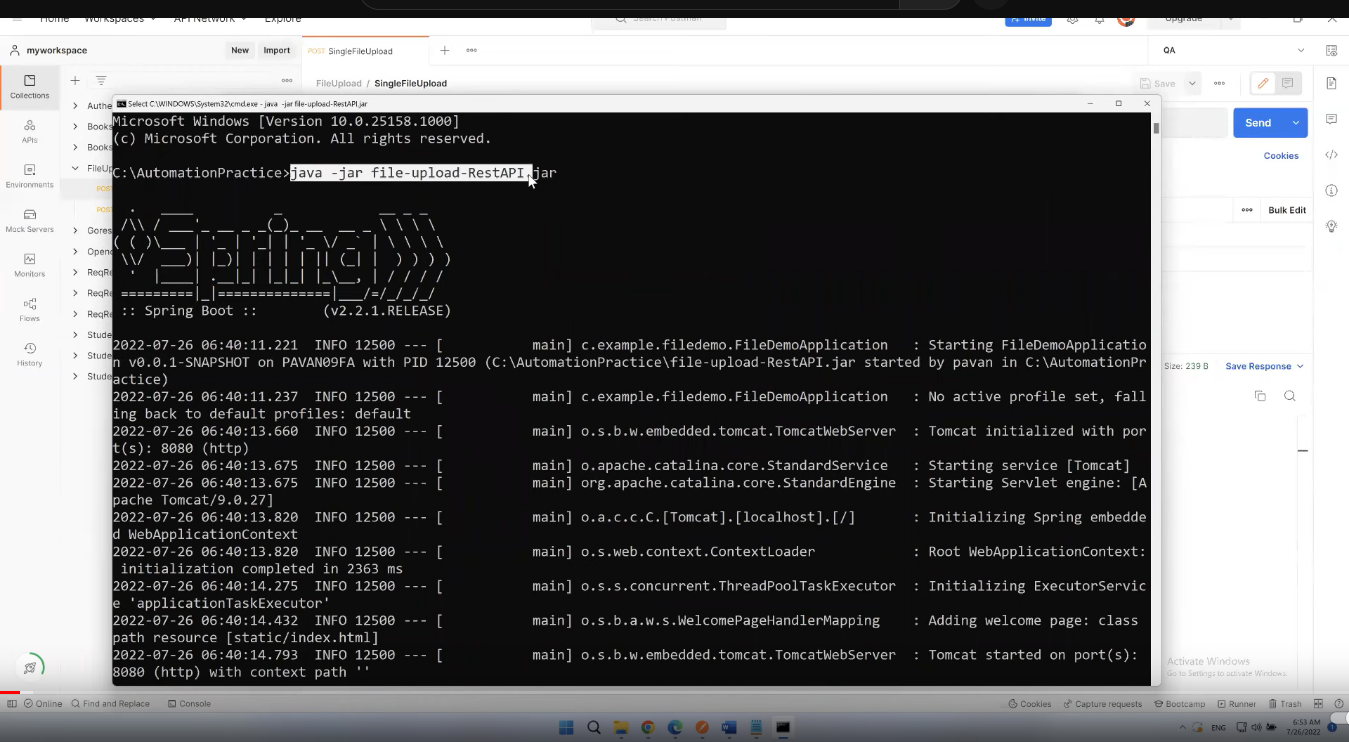 Home Workspaces API Network Explore
Invite Upgrade
myworkspace New Import POST SingleFileUpload QA
Collections
FileUpload / SingleFileUpload Save
Authe
Books
Books
FileUp
POST
POST
Gores
Openc
ReqRe
ReqRe
ReqRe
Stude
Stude
Stude
APIs
Environments
Mock Servers
Monitors
Flows
History
Send
Cookies
Bulk Edit
Size: 239 B Save Response
Select C:\WINDOWS\System32\cmd.exe - java -jar file-upload-RestAPI.jar
Microsoft Windows [Version 10.0.25158.1000]
(c) Microsoft Corporation. All rights reserved.
C:\AutomationPractice>java -jar file-upload-RestAPI.jar
Spring
:: Spring Boot :: (v2.2.1.RELEASE)
2022-07-26 06:40:11.221 INFO 12500 --- [ main] c.example.filedemo.FileDemoApplication : Starting FileDemoApplicatio
n v0.0.1-SNAPSHOT on PAVAN09FA with PID 12500 (C:\AutomationPractice\file-upload-RestAPI.jar started by pavan in C:\AutomationPr
actice)
2022-07-26 06:40:11.237 INFO 12500 --- [ main] c.example.filedemo.FileDemoApplication : No active profile set, fall
ing back to default profiles: default
2022-07-26 06:40:13.660 INFO 12500 --- [ main] o.s.b.w.embedded.tomcat.TomcatWebServer : Tomcat initialized with por
t(s): 8080 (http)
2022-07-26 06:40:13.675 INFO 12500 --- [ main] o.apache.catalina.core.StandardService : Starting service [Tomcat]
2022-07-26 06:40:13.675 INFO 12500 --- [ main] org.apache.catalina.core.StandardEngine : Starting Servlet engine: [A
pache Tomcat/9.0.27]
2022-07-26 06:40:13.820 INFO 12500 --- [ main] o.a.c.c.C.[Tomcat].[localhost].[/] : Initializing Spring embedde
d WebApplicationContext
2022-07-26 06:40:13.820 INFO 12500 --- [ main] o.s.web.context.ContextLoader : Root WebApplicationContext:
initialization completed in 2363 ms
2022-07-26 06:40:14.275 INFO 12500 --- [ main] o.s.s.concurrent.ThreadPoolTaskExecutor : Initializing ExecutorServic
e 'applicationTaskExecutor'
2022-07-26 06:40:14.432 INFO 12500 --- [ main] o.s.b.a.w.s.WelcomePageHandlerMapping : Adding welcome page: class
path resource [static/index.html]
2022-07-26 06:40:14.793 INFO 12500 --- [ main] o.s.b.w.embedded.tomcat.TomcatWebServer : Tomcat started on port(s):
8080 (http) with context path ''
Activate Windows
Go to Settings to activate Windows.
Online Find and Replace Console Cookies Capture requests Bootcamp Runner Trash
ENG 6:53 AM
7/26/2022